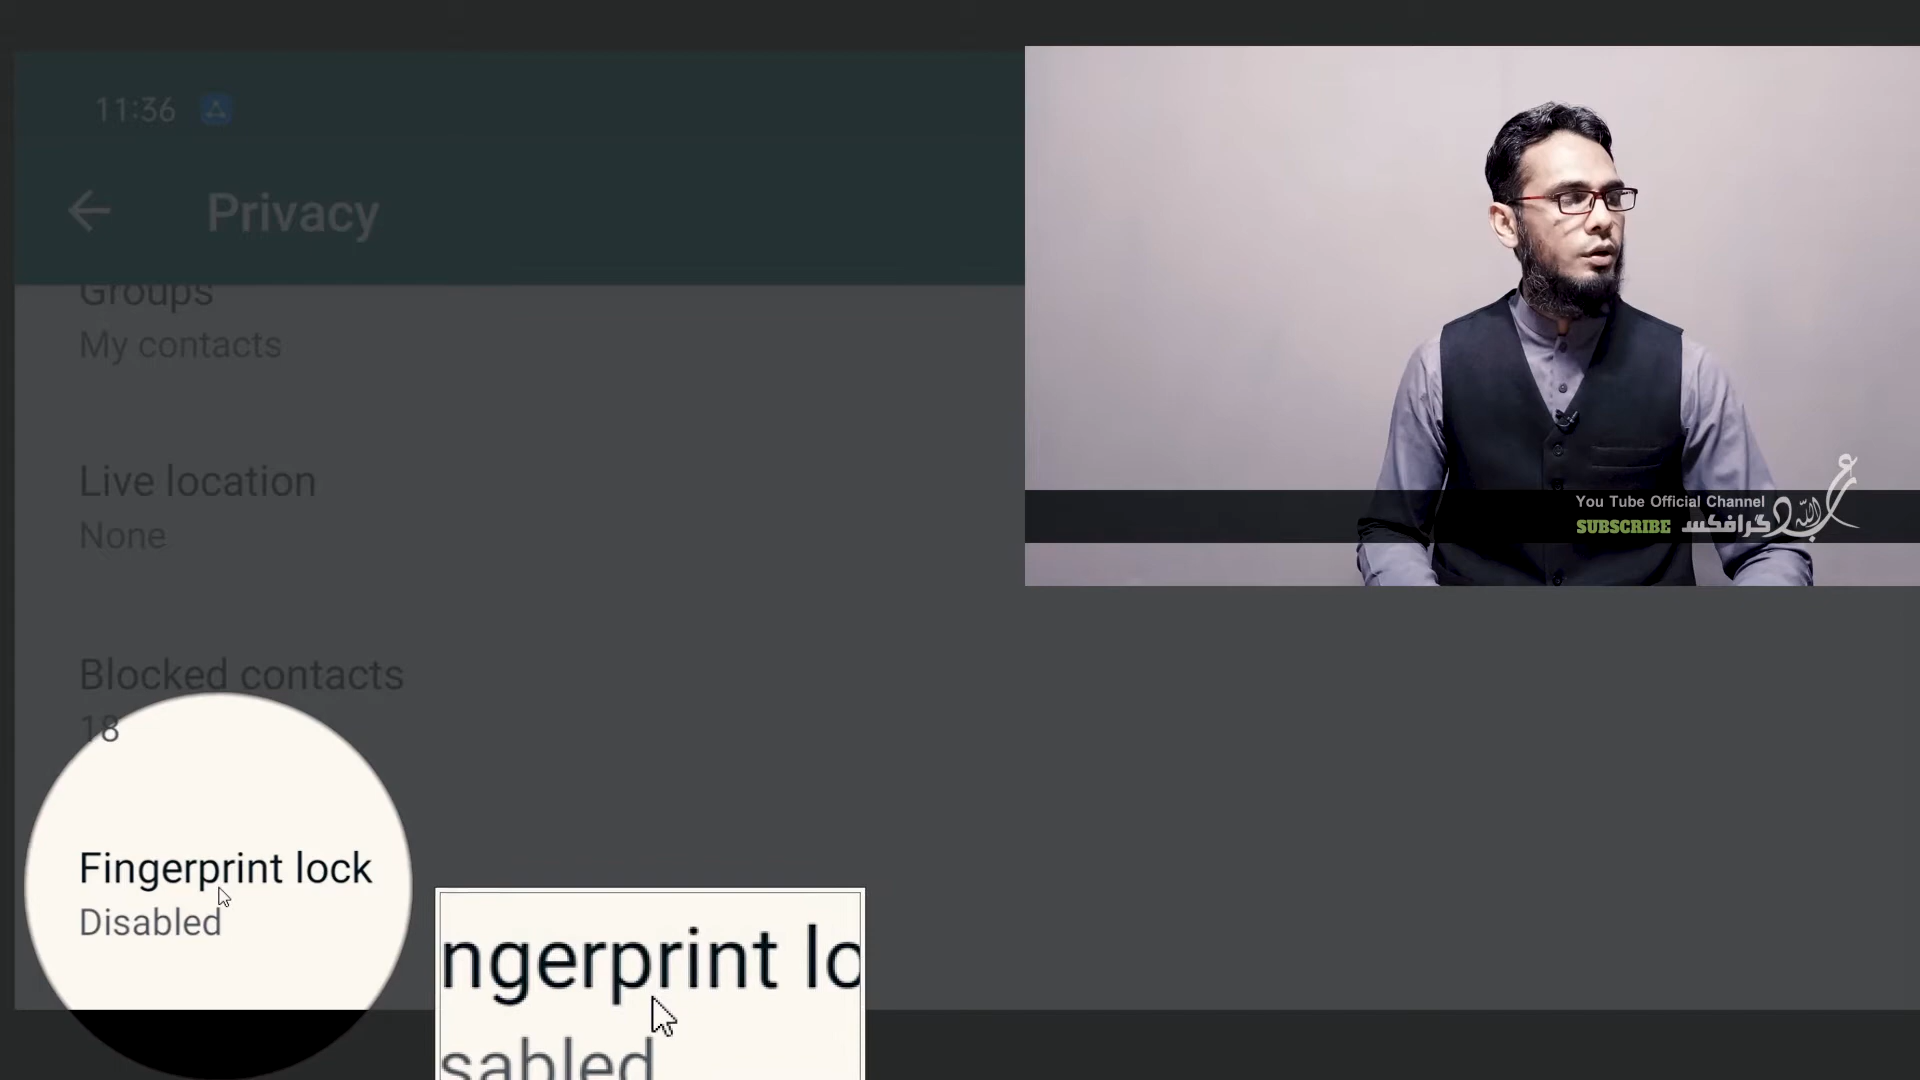 11:36
Privacy
Groups
My contacts
Live location
None
Blocked contacts
18
Fingerprint lock
Disabled
ngerprint lo
sabled
You Tube Official Channel
SUBSCRIBE
گرافکس